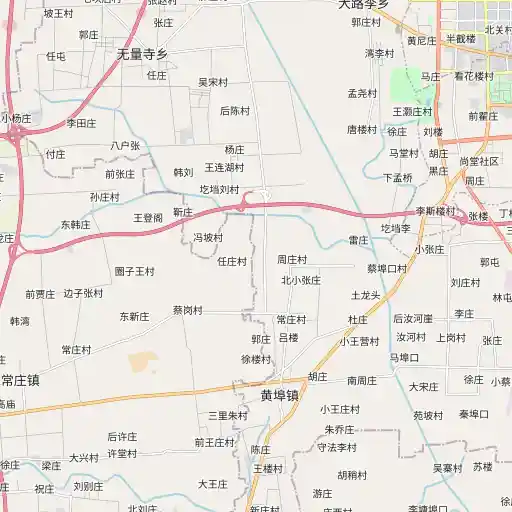 大路李乡
坡王村
张庄
郭庄村
北关村
郭庄
黄尼庄
半截楼
任屯
无量寺乡
湾李村
任庄
马庄
看花楼村
吴宋村
孟尧村
后陈村
王灏庄村
前翟庄
小杨庄
李田庄
唐楼村
徐庄
刘楼
八户张
杨庄
马堂村
胡庄
付庄
尚堂社区
王连湖村
前张庄
韩刘
下孟桥
黑庄
周庄
圪垱刘村
孙庄村
靳庄
王登阁
李斯楼村
张楼
东韩庄
圪垱李
冯坡村
雷庄
小张庄
任庄村
周庄村
郭屯
圈子王村
蔡埠口村
北小张庄
刘庄村
前贾庄
边子张村
土龙头
林屯
蔡岗村
李庄
韩湾
东新庄
常庄村
杜庄
后汝河崖
郭庄
吕楼
汝河村
上岗村
张庄
小王营村
常庄村
徐楼村
马埠口
常庄镇
胡庄
南周庄
徐庄
小蔡
大宋庄
高庙
黄埠镇
小王庄村
三里朱村
茹坡村
秦埠口
朱乔庄
后许庄
前王庄村
陈庄
守法李村
许堂村
大兴村
徐庄
梁庄
王楼村
吴寨村
苏楼
胡稍村
祝庄
刘别庄
大王庄
游庄
北刘庄
新庄村